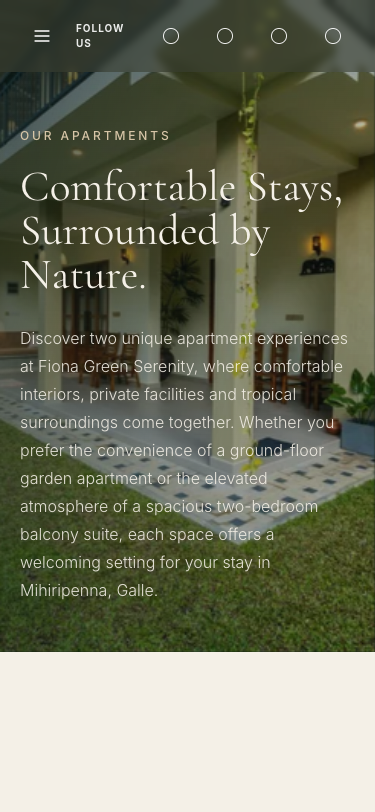 FOLLOW
US
OUR APARTMENTS
Comfortable Stays,
Surrounded by
Nature.
Discover two unique apartment experiences
at Fiona Green Serenity, where comfortable
interiors, private facilities and tropical
surroundings come together. Whether you
prefer the convenience of a ground-floor
garden apartment or the elevated
atmosphere of a spacious two-bedroom
balcony suite, each space offers a
welcoming setting for your stay in
Mihiripenna, Galle.